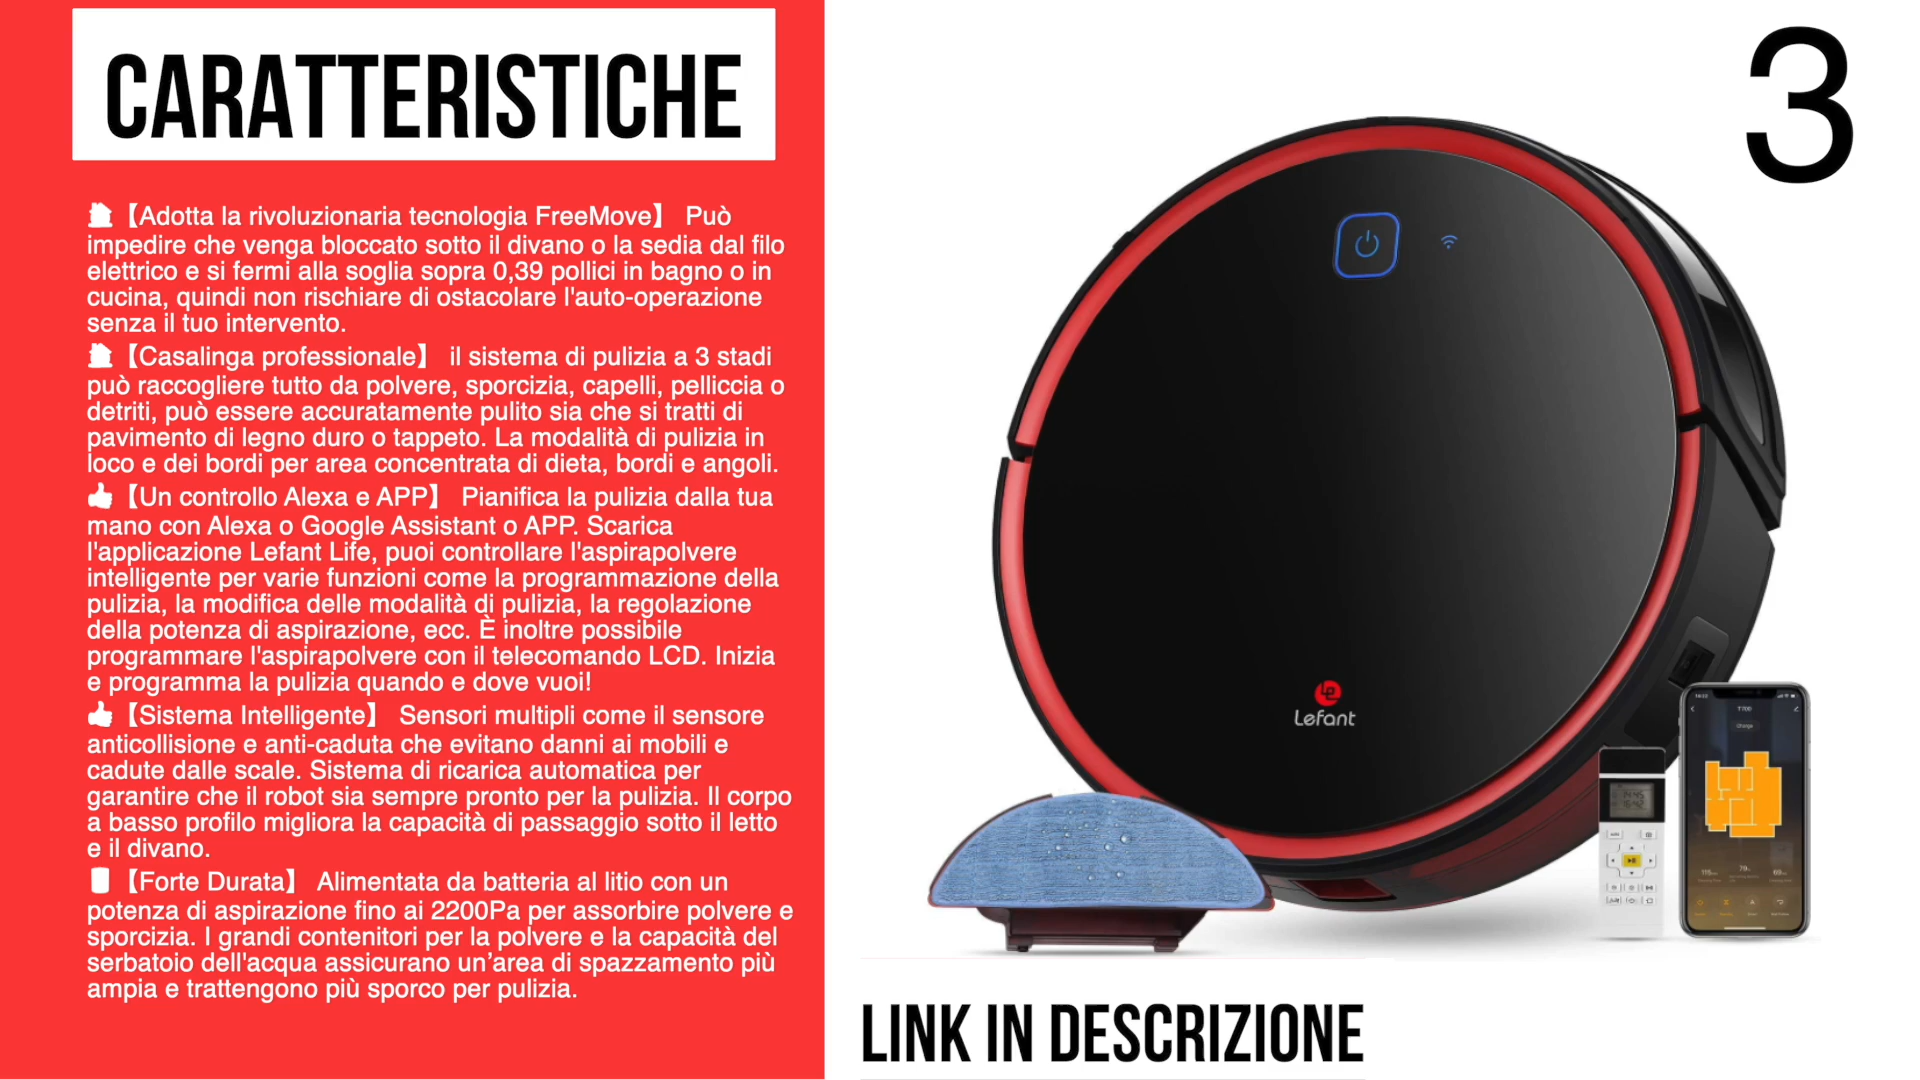 CARATTERISTICHE
【Adotta la rivoluzionaria tecnologia FreeMove】 Può
impedire che venga bloccato sotto il divano o la sedia dal filo
elettrico e si fermi alla soglia sopra 0,39 pollici in bagno o in
cucina, quindi non rischiare di ostacolare l'auto-operazione
senza il tuo intervento.
【Casalinga professionale】 il sistema di pulizia a 3 stadi
può raccogliere tutto da polvere, sporcizia, capelli, pelliccia o
detriti, può essere accuratamente pulito sia che si tratti di
pavimento di legno duro o tappeto. La modalità di pulizia in
loco e dei bordi per area concentrata di dieta, bordi e angoli.
【Un controllo Alexa e APP】 Pianifica la pulizia dalla tua
mano con Alexa o Google Assistant o APP. Scarica
l'applicazione Lefant Life, puoi controllare l'aspirapolvere
intelligente per varie funzioni come la programmazione della
pulizia, la modifica delle modalità di pulizia, la regolazione
della potenza di aspirazione, ecc. È inoltre possibile
programmare l'aspirapolvere con il telecomando LCD. Inizia
e programma la pulizia quando e dove vuoi!
【Sistema Intelligente】 Sensori multipli come il sensore
anticollisione e anti-caduta che evitano danni ai mobili e
cadute dalle scale. Sistema di ricarica automatica per
garantire che il robot sia sempre pronto per la pulizia. Il corpo
a basso profilo migliora la capacità di passaggio sotto il letto
e il divano.
【Forte Durata】 Alimentata da batteria al litio con un
potenza di aspirazione fino ai 2200Pa per assorbire polvere e
sporcizia. I grandi contenitori per la polvere e la capacità del
serbatoio dell'acqua assicurano un’area di spazzamento più
ampia e trattengono più sporco per pulizia.
3
Lefant
T700
Charge
LINK IN DESCRIZIONE